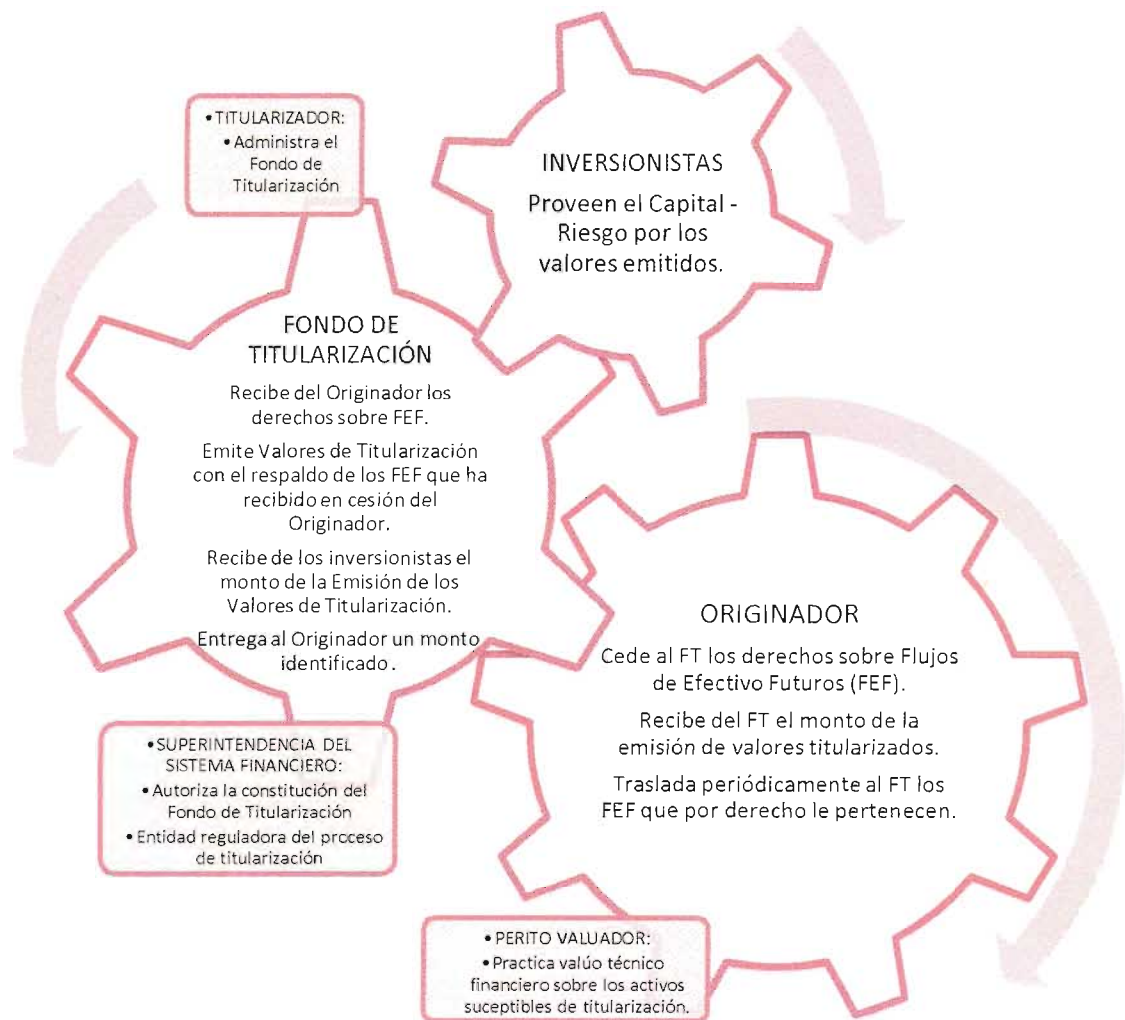 • TITULARIZADOR:
• Administra el
Fondo de
Titularización
INVERSIONISTAS
Proveen el Capital -
Riesgo por los
valores emitidos.
FONDO DE
TITULARIZACIÓN
Recibe del Originador los
derechos sobre FEF.
Emite Valores de Titularización
con el respaldo de los FEF que ha
recibido en cesión del
Originador.
Recibe de los inversionistas el
monto de la Emisión de los
Valores de Titularización.
Entrega al Originador un monto
identificado.
ORIGINADOR
Cede al FT los derechos sobre Flujos
de Efectivo Futuros (FEF).
Recibe del FT el monto de la
emisión de valores titularizados.
Traslada periódicamente al FT los
FEF que por derecho le pertenecen.
• SUPERINTENDENCIA DEL
SISTEMA FINANCIERO:
• Autoriza la constitución del
Fondo de Titularización
• Entidad reguladora del proceso
de titularización
• PERITO VALUADOR:
• Practica valúo técnico
financiero sobre los activos
suceptibles de titularización.